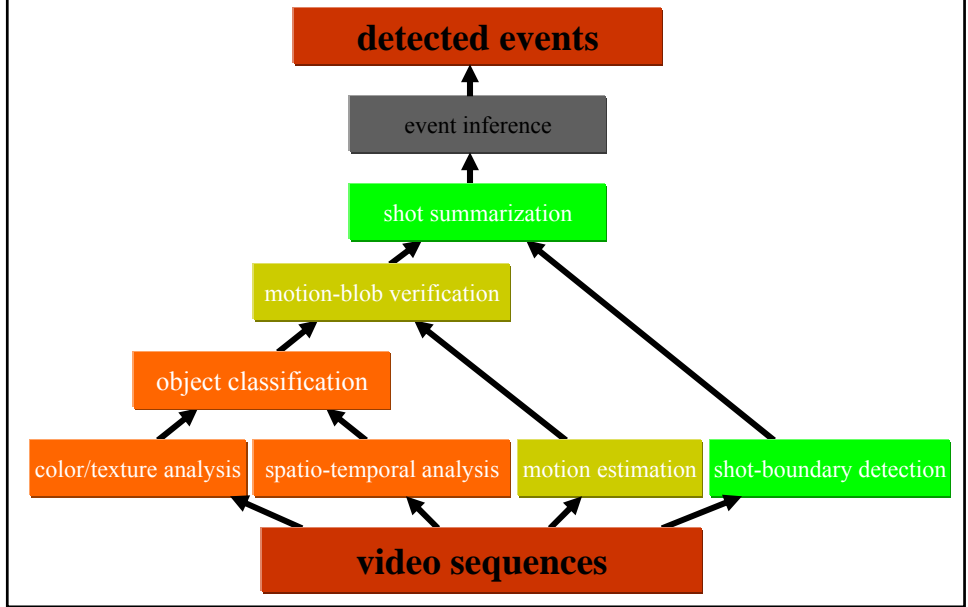 detected events
event inference
shot summarization
motion-blob verification
object classification
color/texture analysis
spatio-temporal analysis
motion estimation
shot-boundary detection
video sequences